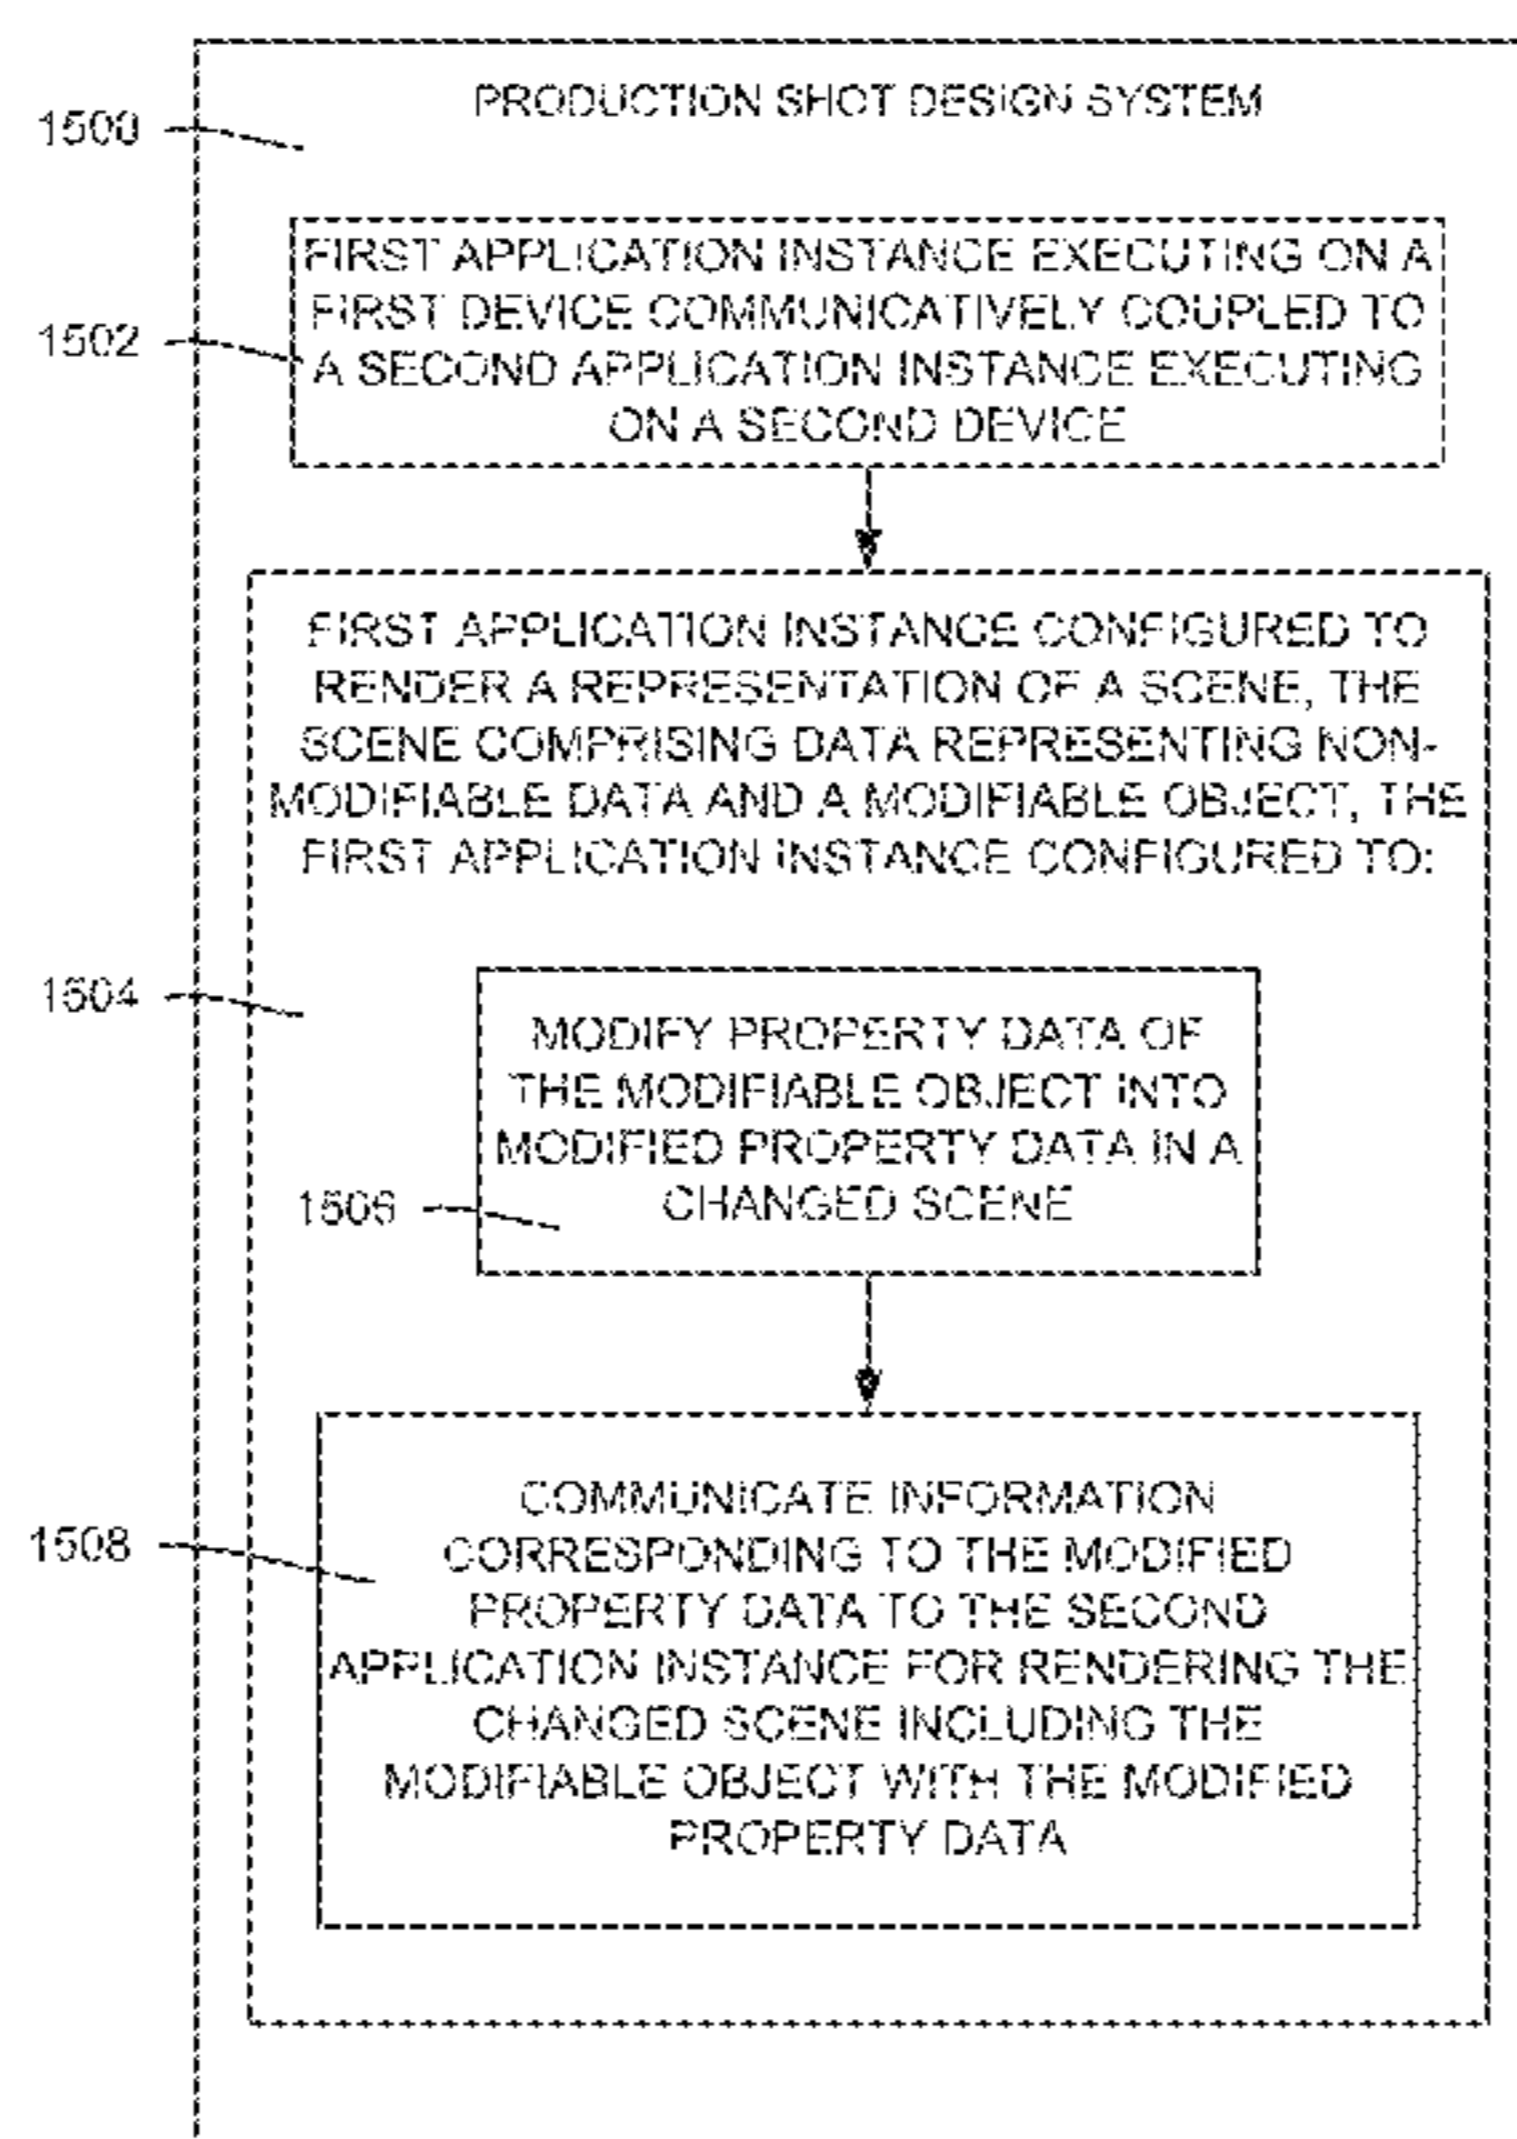 PRODUCTION SHOT DESIGN SYSTEM
1500
FIRST APPLICATION INSTANCE EXECUTING ON A
FIRST DEVICE COMMUNICATIVELY COUPLED TO
A SECOND APPLICATION INSTANCE EXECUTING
ON A SECOND DEVICE
1502
FIRST APPLICATION INSTANCE CONFIGURED TO
RENDER A REPRESENTATION OF A SCENE, THE
SCENE COMPRISING DATA REPRESENTING NON-
MODIFIABLE DATA AND A MODIFIABLE OBJECT, THE
FIRST APPLICATION INSTANCE CONFIGURED TO:
1504
MODIFY PROPERTY DATA OF
THE MODIFIABLE OBJECT INTO
MODIFIED PROPERTY DATA IN A
CHANGED SCENE
1506
COMMUNICATE INFORMATION
CORRESPONDING TO THE MODIFIED
PROPERTY DATA TO THE SECOND
APPLICATION INSTANCE FOR RENDERING THE
CHANGED SCENE INCLUDING THE
MODIFIABLE OBJECT WITH THE MODIFIED
PROPERTY DATA
1508